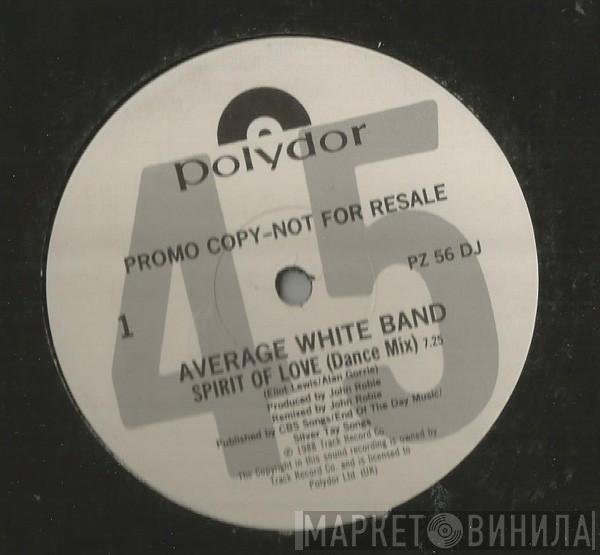 45
polydor
PROMO COPY-NOT FOR RESALE
PZ 56 DJ
1
AVERAGE WHITE BAND
SPIRIT OF LOVE (Dance Mix) 7.25
(Eliot Lewis/Alan Gorrie)
Produced by John Robie
Remixed by John Robie
Published by CBS Songs/End Of The Day Music/
Silver Tay Songs
℗ 1988 Track Record Co.
The Copyright in this sound recording is owned by
Track Record Co. and is licensed to
Polydor Ltd. (UK)
МАРКЕТ ВИНИЛА